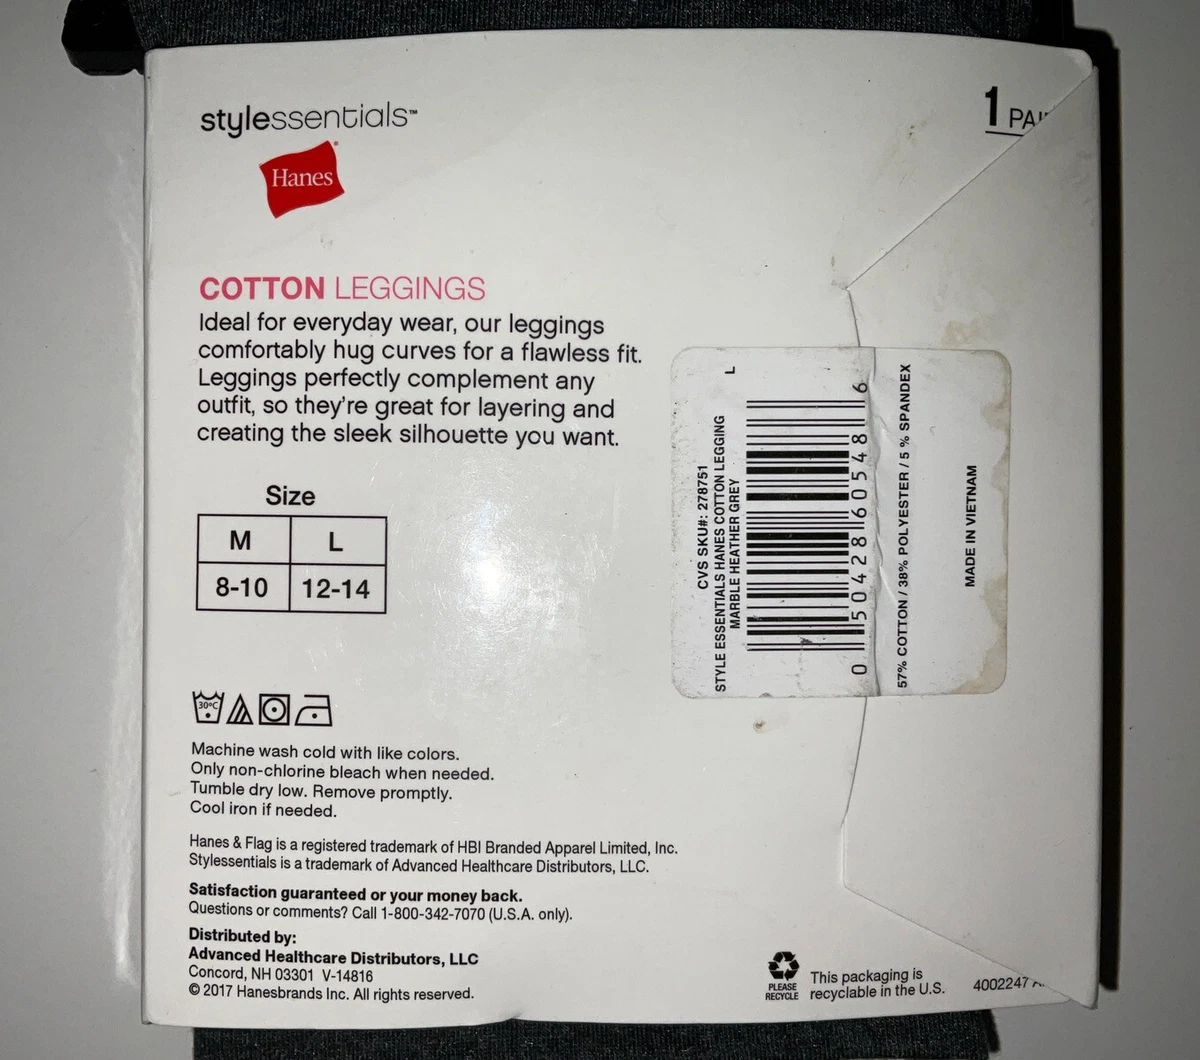 stylessentials™
Hanes
1
COTTON LEGGINGS
Ideal for everyday wear, our leggings
comfortably hug curves for a flawless fit.
Leggings perfectly complement any
outfit, so they're great for layering and
creating the sleek silhouette you want.
Size
M L
8-10 12-14
30°C
Machine wash cold with like colors.
Only non-chlorine bleach when needed.
Tumble dry low. Remove promptly.
Cool iron if needed.
Hanes & Flag is a registered trademark of HBI Branded Apparel Limited, Inc.
Stylessentials is a trademark of Advanced Healthcare Distributors, LLC.
Satisfaction guaranteed or your money back.
Questions or comments? Call 1-800-342-7070 (U.S.A. only).
Distributed by:
Advanced Healthcare Distributors, LLC
Concord, NH 03301 V-14816
© 2017 Hanesbrands Inc. All rights reserved.
CVS SKU#: 278751
STYLE ESSENTIALS HANES COTTON LEGGING
MARBLE HEATHER GREY L
0 50428 60548 6
57% COTTON / 38% POLYESTER / 5 % SPANDEX
MADE IN VIETNAM
PLEASE
RECYCLE
This packaging is
recyclable in the U.S.
4002247